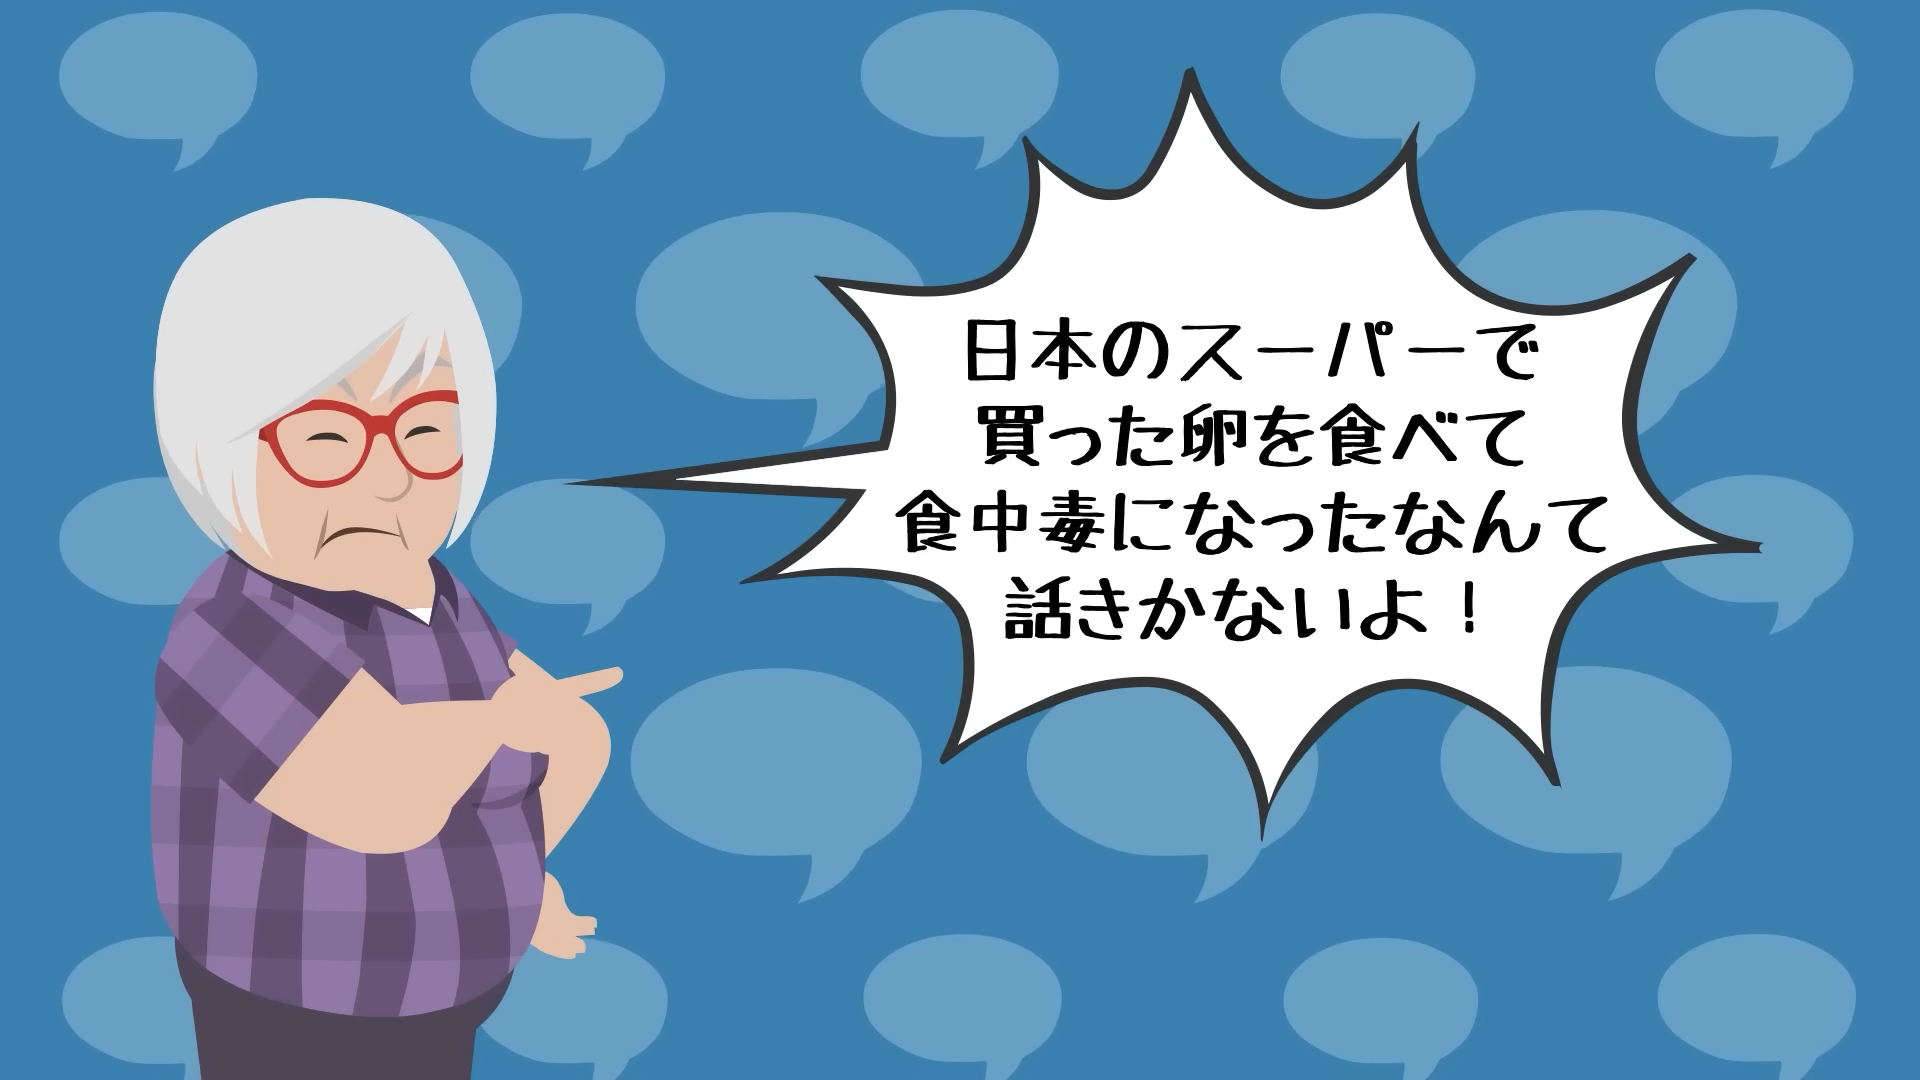 日本のスーパーで
買った卵を食べて
食中毒になったなんて
話きかないよ！